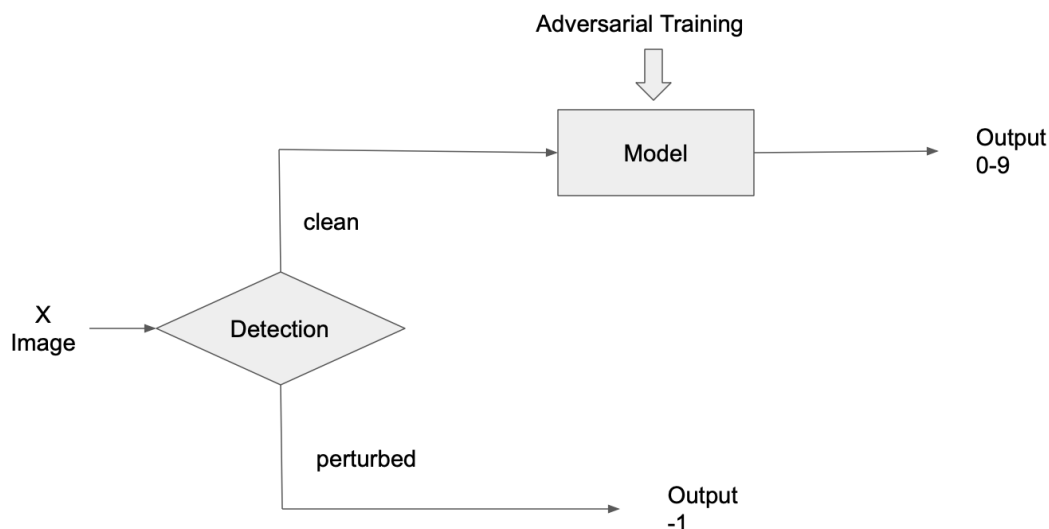 Adversarial Training
Model
Output
0-9
clean
X
Image
Detection
perturbed
Output
-1